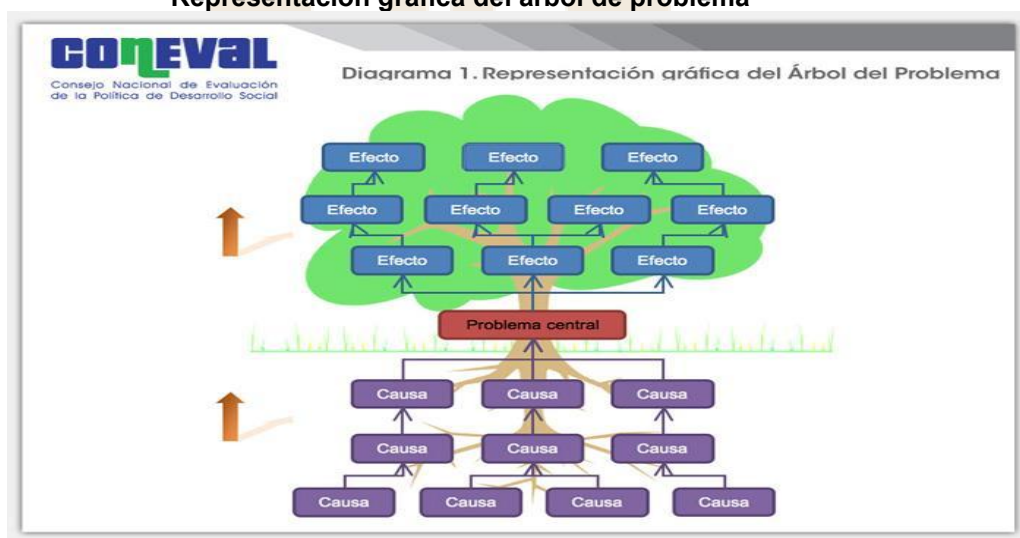 Representación gráfica del árbol de problema
CONEVAL
Consejo Nacional de Evaluación
de la Política de Desarrollo Social
Diagrama 1. Representación gráfica del Árbol del Problema
Efecto Efecto Efecto
Efecto Efecto Efecto Efecto
Efecto Efecto Efecto
Problema central
Causa Causa Causa
Causa Causa Causa
Causa Causa Causa Causa